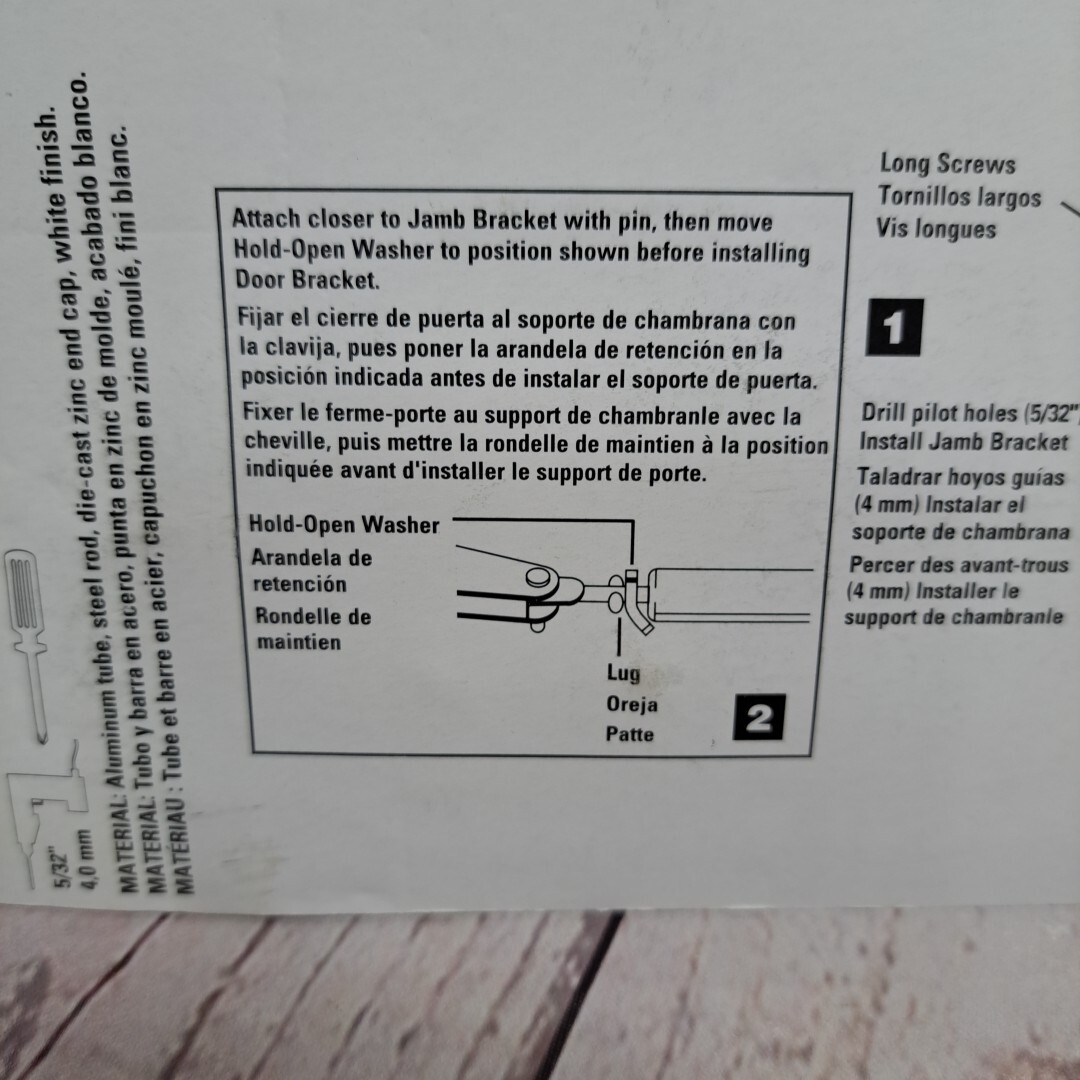 5/32"
4,0 mm
MATERIAL: Aluminum tube, steel rod, die-cast zinc end cap, white finish.
MATERIAL: Tubo y barra en acero, punta en zinc de molde, acabado blanco.
MATÉRIAU : Tube et barre en acier, capuchon en zinc moulé, fini blanc.
Attach closer to Jamb Bracket with pin, then move
Hold-Open Washer to position shown before installing
Door Bracket.
Fijar el cierre de puerta al soporte de chambrana con
la clavija, pues poner la arandela de retención en la
posición indicada antes de instalar el soporte de puerta.
Fixer le ferme-porte au support de chambranle avec la
cheville, puis mettre la rondelle de maintien à la position
indiquée avant d'installer le support de porte.
Hold-Open Washer
Arandela de
retención
Rondelle de
maintien
Lug
Oreja
Patte
2
Long Screws
Tornillos largos
Vis longues
1
Drill pilot holes (5/32"
Install Jamb Bracket
Taladrar hoyos guías
(4 mm) Instalar el
soporte de chambrana
Percer des avant-trous
(4 mm) Installer le
support de chambranle